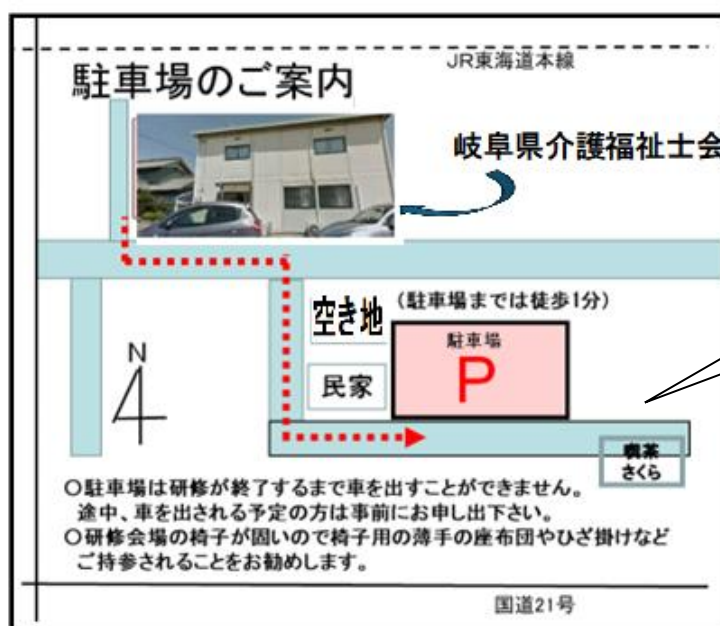 JR東海道本線
駐車場のご案内
岐阜県介護福祉士会
空き地
(駐車場までは徒歩1分)
駐車場
P
民家
N
喫茶
さくら
○駐車場は研修が終了するまで車を出すことができません。
途中、車を出される予定の方は事前にお申し出下さい。
○研修会場の椅子が固いので椅子用の薄手の座布団やひざ掛けなど
ご持参されることをお勧めします。
国道21号